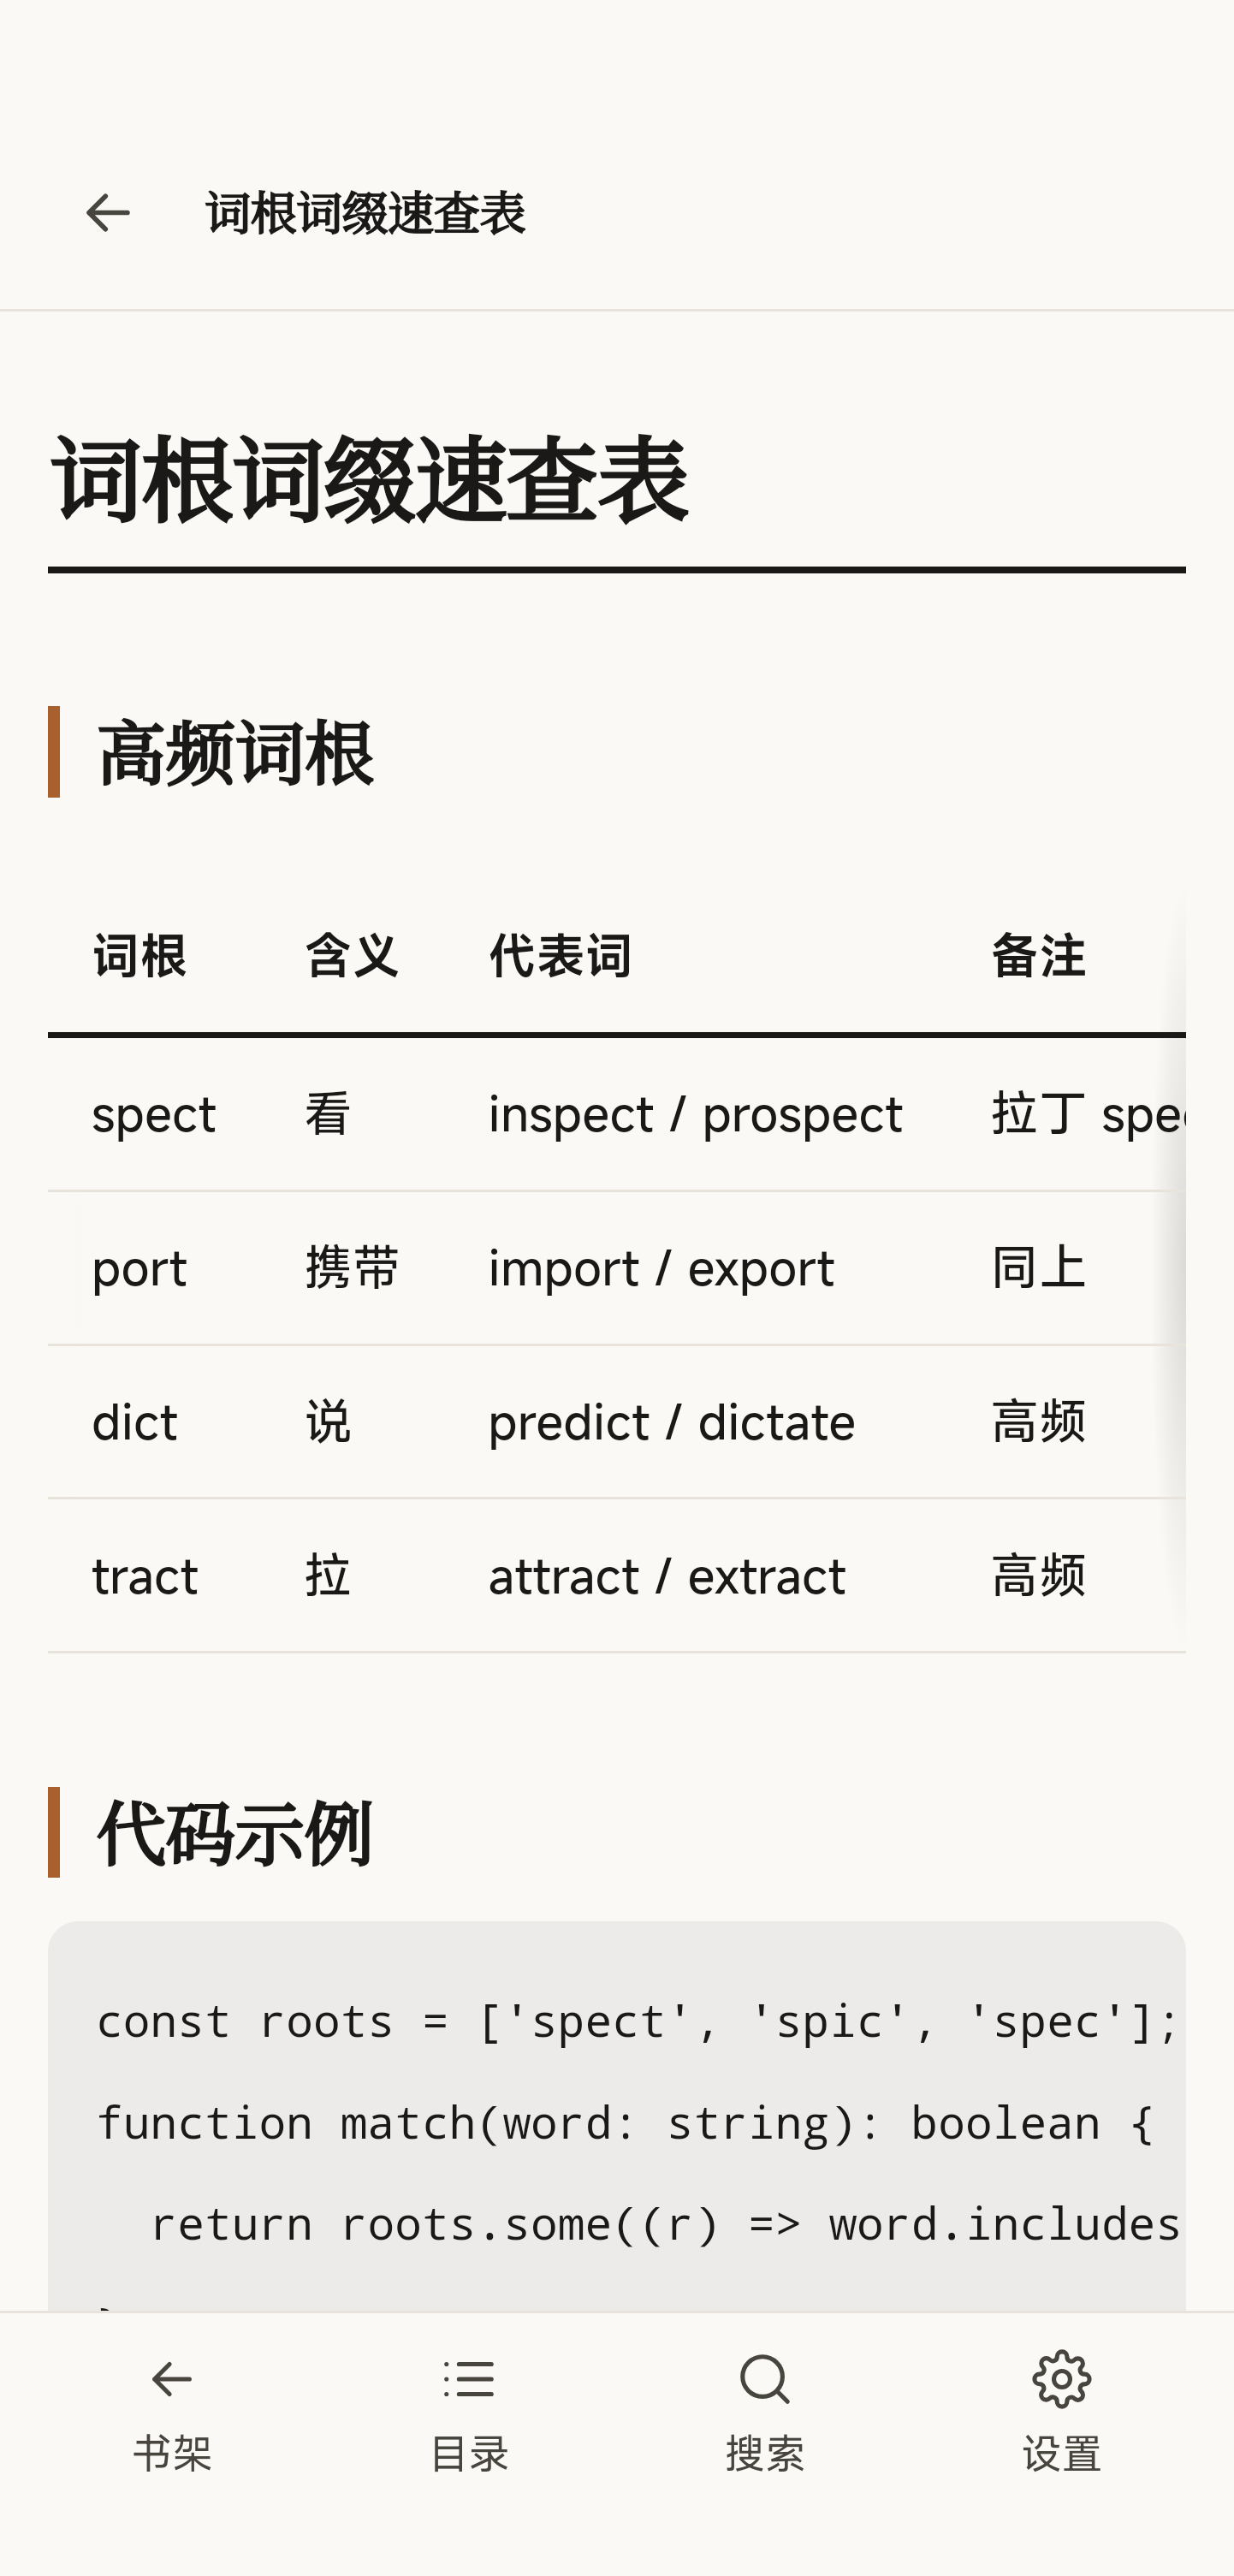 词根词缀速查表
词根词缀速查表
高频词根
词根 含义 代表词 备注
spect 看 inspect / prospect 拉丁 spec
port 携带 import / export 同上
dict 说 predict / dictate 高频
tract 拉 attract / extract 高频
代码示例
const roots = ['spect', 'spic', 'spec'];
function match(word: string): boolean {
  return roots.some((r) => word.includes
书架 目录 搜索 设置